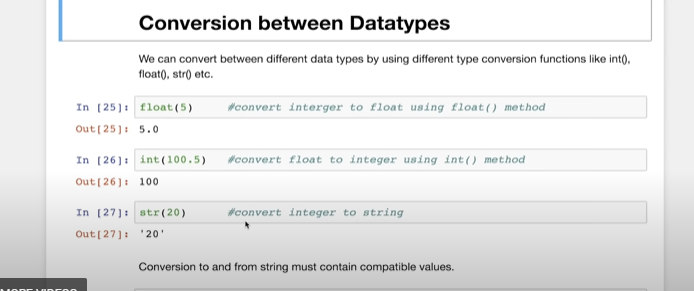 Conversion between Datatypes
We can convert between different data types by using different type conversion functions like int(),
float(), str() etc.
In [25]: float(5) #convert interger to float using float() method
Out[25]: 5.0
In [26]: int(100.5) #convert float to integer using int() method
Out[26]: 100
In [27]: str(20) #convert integer to string
Out[27]: '20'
Conversion to and from string must contain compatible values.
MORE VIDEOS